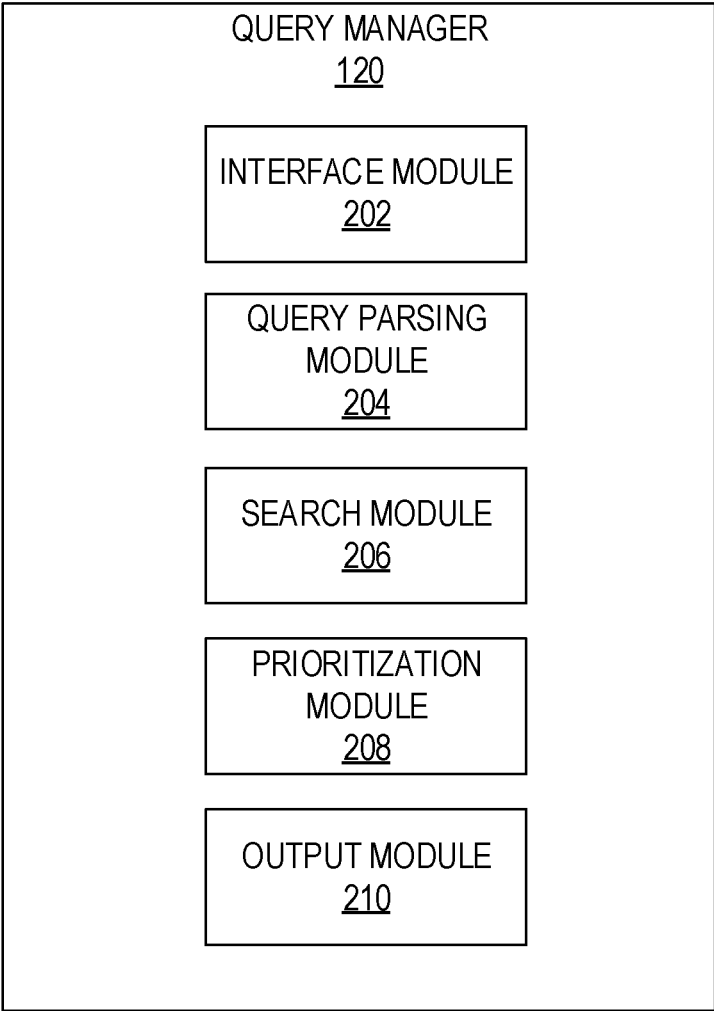 QUERY MANAGER
120
INTERFACE MODULE
202
QUERY PARSING
MODULE
204
SEARCH MODULE
206
PRIORITIZATION
MODULE
208
OUTPUT MODULE
210